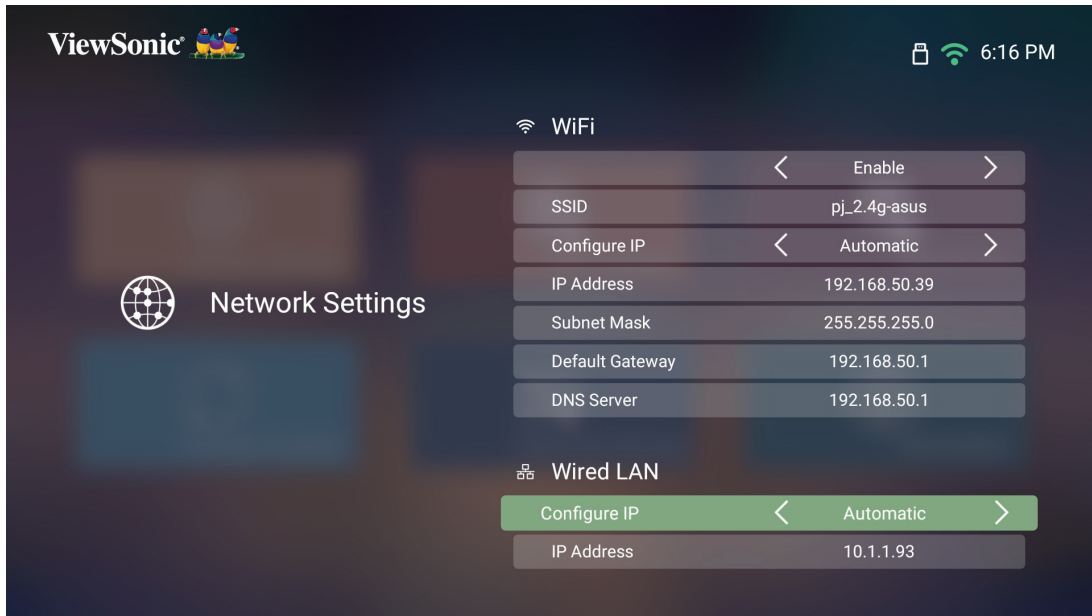 ViewSonic®
6:16 PM
WiFi
Enable
SSID pj_2.4g-asus
Configure IP Automatic
IP Address 192.168.50.39
Network Settings
Subnet Mask 255.255.255.0
Default Gateway 192.168.50.1
DNS Server 192.168.50.1
Wired LAN
Configure IP Automatic
IP Address 10.1.1.93